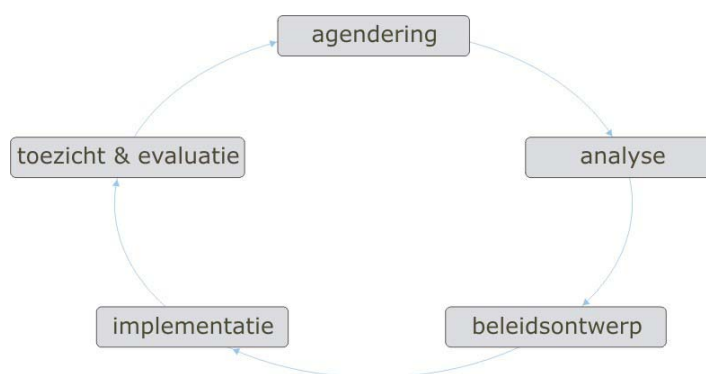 agendering
analyse
beleidsontwerp
implementatie
toezicht & evaluatie